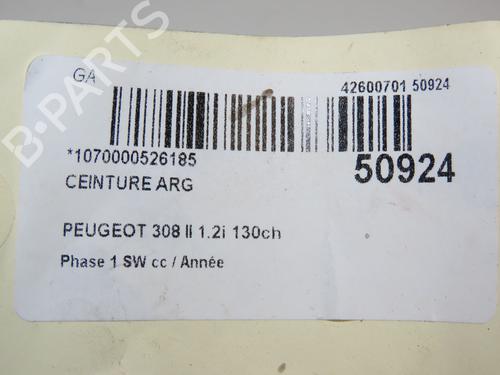 B-PARTS
GA
42600701 50924
*1070000526185
50924
CEINTURE ARG
PEUGEOT 308 II 1.2i 130ch
Phase 1 SW cc / Année